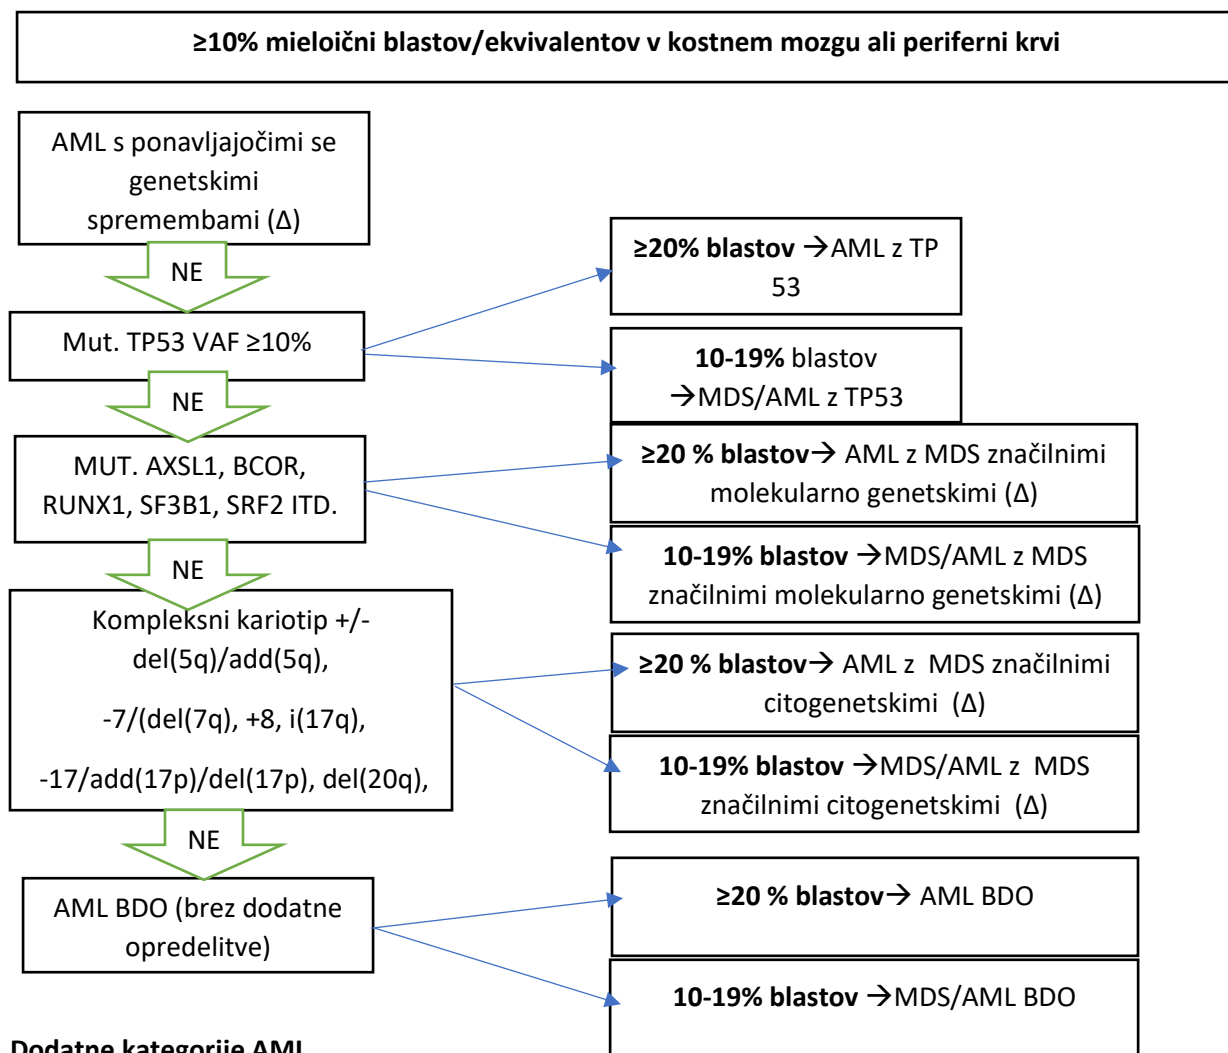 ≥10% mieloični blastov/ekvivalentov v kostnem mozgu ali periferni krvi
AML s ponavljajočimi se
genetskimi
spremembami (Δ)
NE
Mut. TP53 VAF ≥10%
≥20% blastov →AML z TP
53
10-19% blastov
→MDS/AML z TP53
NE
MUT. AXSL1, BCOR,
RUNX1, SF3B1, SRF2 ITD.
≥20 % blastov→ AML z MDS značilnimi
molekularno genetskimi (Δ)
10-19% blastov →MDS/AML z MDS
značilnimi molekularno genetskimi (Δ)
NE
Kompleksni kariotip +/-
del(5q)/add(5q),
-7/(del(7q), +8, i(17q),
-17/add(17p)/del(17p), del(20q),
≥20 % blastov→ AML z  MDS značilnimi
citogenetskimi  (Δ)
10-19% blastov →MDS/AML z  MDS
značilnimi citogenetskimi  (Δ)
NE
AML BDO (brez dodatne
opredelitve)
≥20 % blastov→ AML BDO
10-19% blastov →MDS/AML BDO
Dodatne kategorije AML